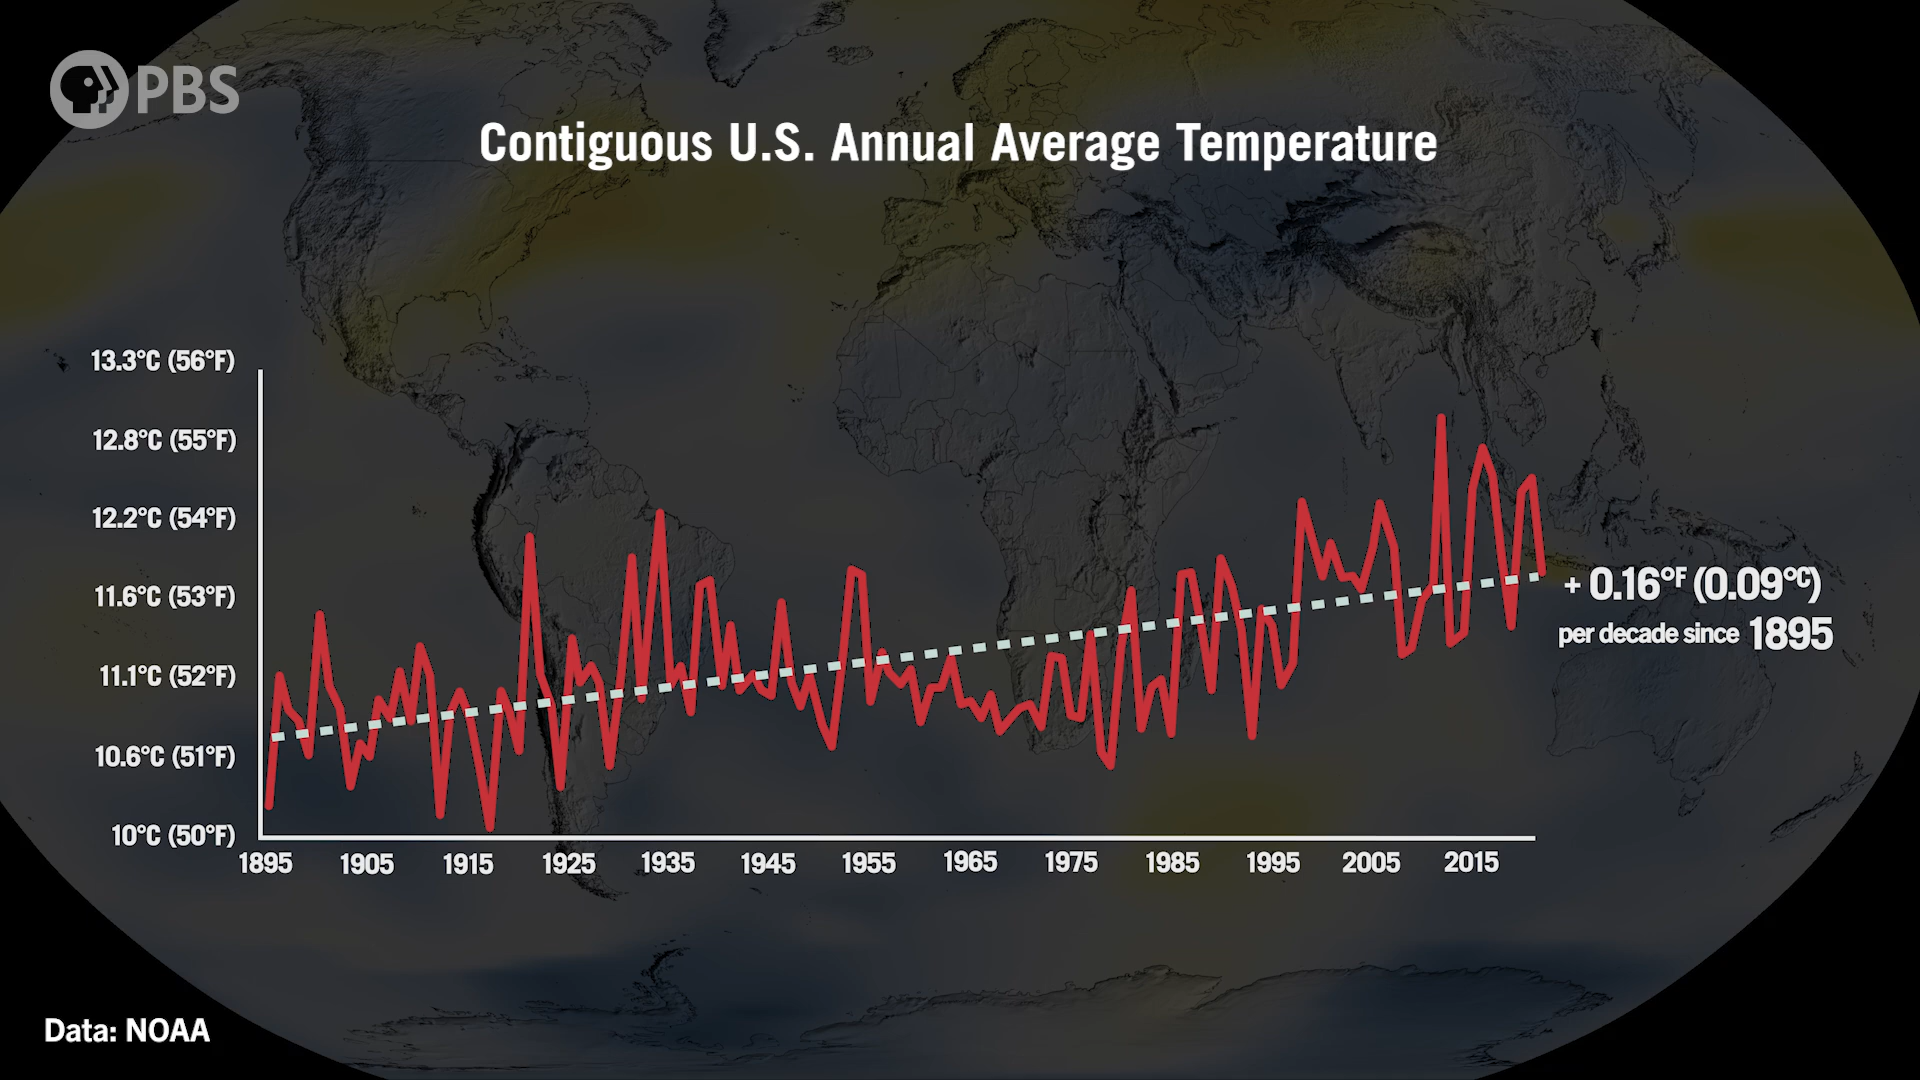 PBS
Contiguous U.S. Annual Average Temperature
13.3°C (56°F)
12.8°C (55°F)
12.2°C (54°F)
11.6°C (53°F)
11.1°C (52°F)
10.6°C (51°F)
10°C (50°F)
1895 1905 1915 1925 1935 1945 1955 1965 1975 1985 1995 2005 2015
+ 0.16°F (0.09°C)
per decade since 1895
Data: NOAA